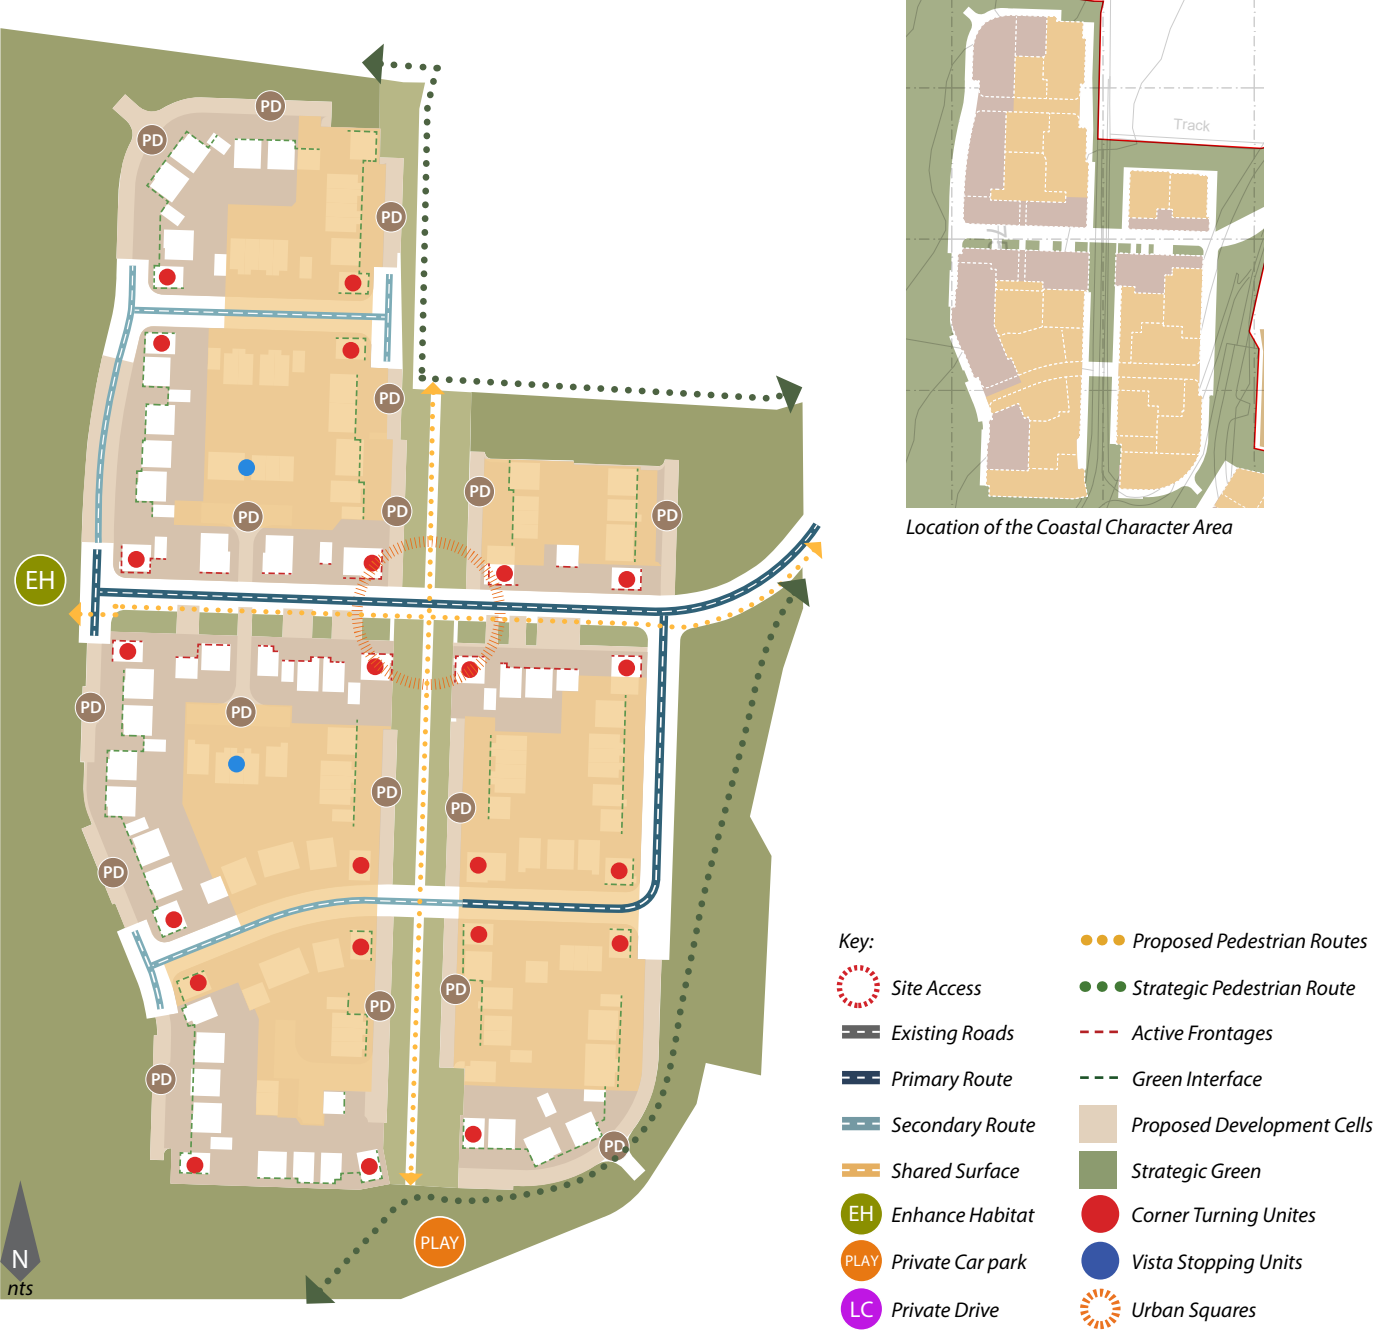 PD
PD
PD
PD
PD
PD
PD
PD
PD
EH
PD
PD
PD
PD
PD
PD
PD
PD
PD
PLAY
N
nts
Track
Location of the Coastal Character Area
Key:
Site Access
Existing Roads
Primary Route
Secondary Route
Shared Surface
EH Enhance Habitat
PLAY Private Car park
LC Private Drive
Proposed Pedestrian Routes
Strategic Pedestrian Route
Active Frontages
Green Interface
Proposed Development Cells
Strategic Green
Corner Turning Unites
Vista Stopping Units
Urban Squares